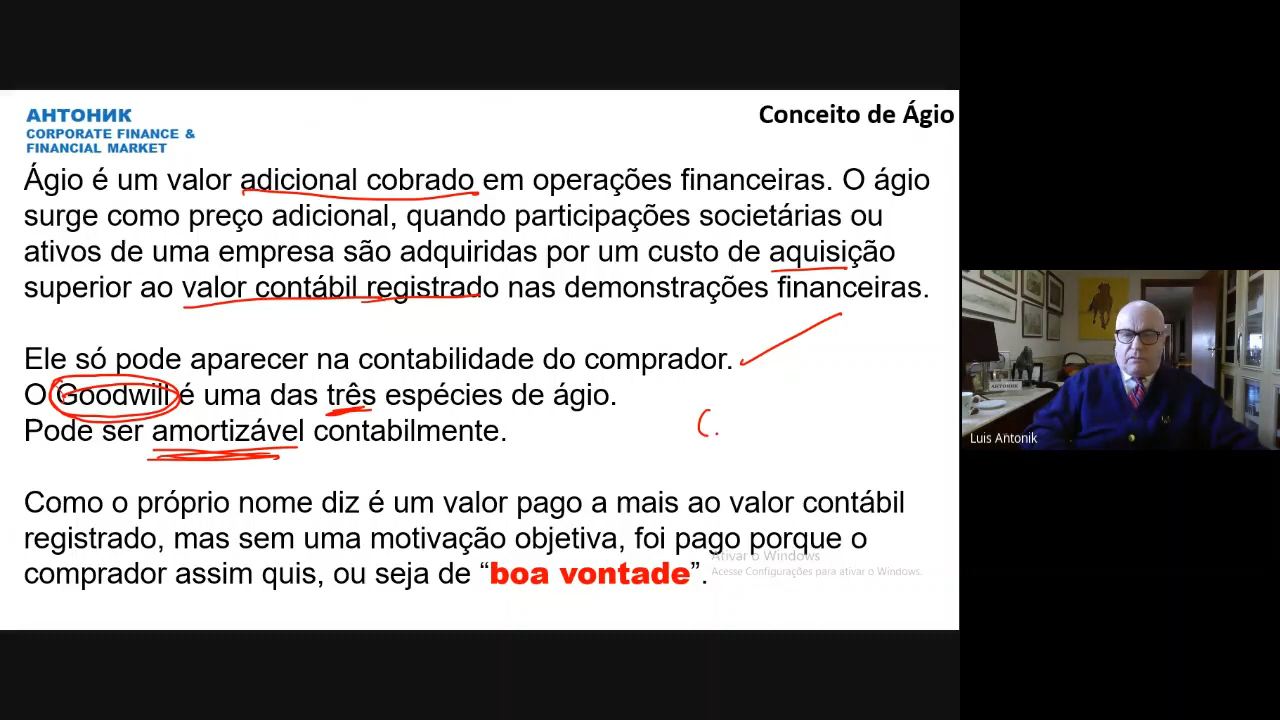 АНТОНИК
CORPORATE FINANCE &
FINANCIAL MARKET
Conceito de Ágio
Ágio é um valor adicional cobrado em operações financeiras. O ágio
surge como preço adicional, quando participações societárias ou
ativos de uma empresa são adquiridas por um custo de aquisição
superior ao valor contábil registrado nas demonstrações financeiras.
Ele só pode aparecer na contabilidade do comprador.
O Goodwill é uma das três espécies de ágio.
Pode ser amortizável contabilmente.
Como o próprio nome diz é um valor pago a mais ao valor contábil
registrado, mas sem uma motivação objetiva, foi pago porque o
comprador assim quis, ou seja de “boa vontade”.
Ativar o Windows
Acesse Configurações para ativar o Windows.
АНТОНИК
Luis Antonik